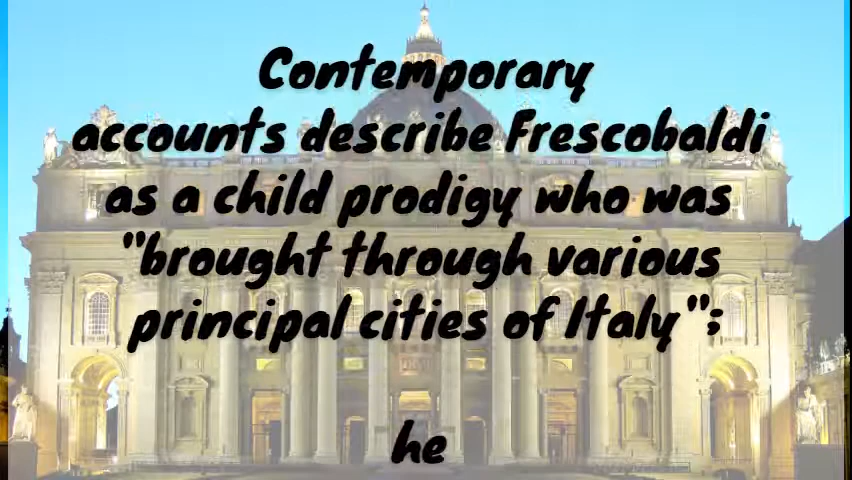 Contemporary
accounts describe Frescobaldi
as a child prodigy who was
"brought through various
principal cities of Italy";
he